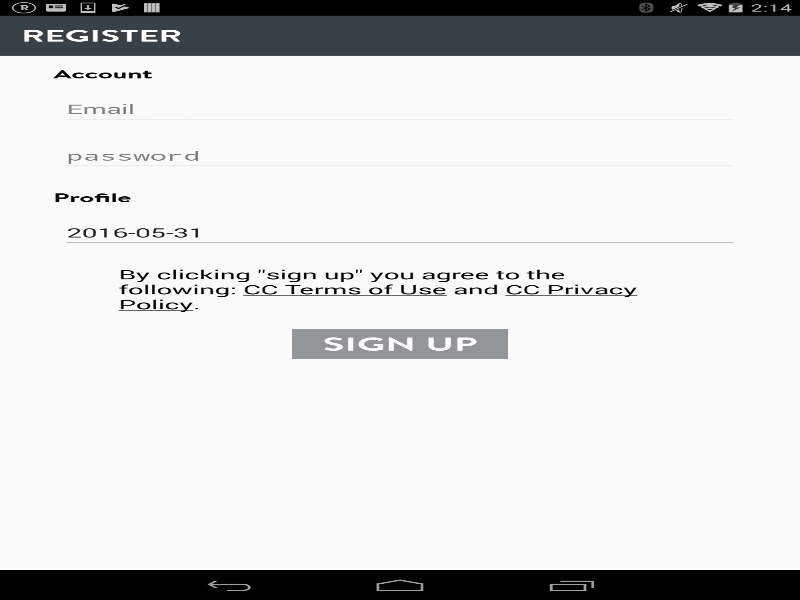 R
2:14
REGISTER
Account
Email
password
Profile
2016-05-31
By clicking "sign up" you agree to the
following: CC Terms of Use and CC Privacy
Policy.
SIGN UP